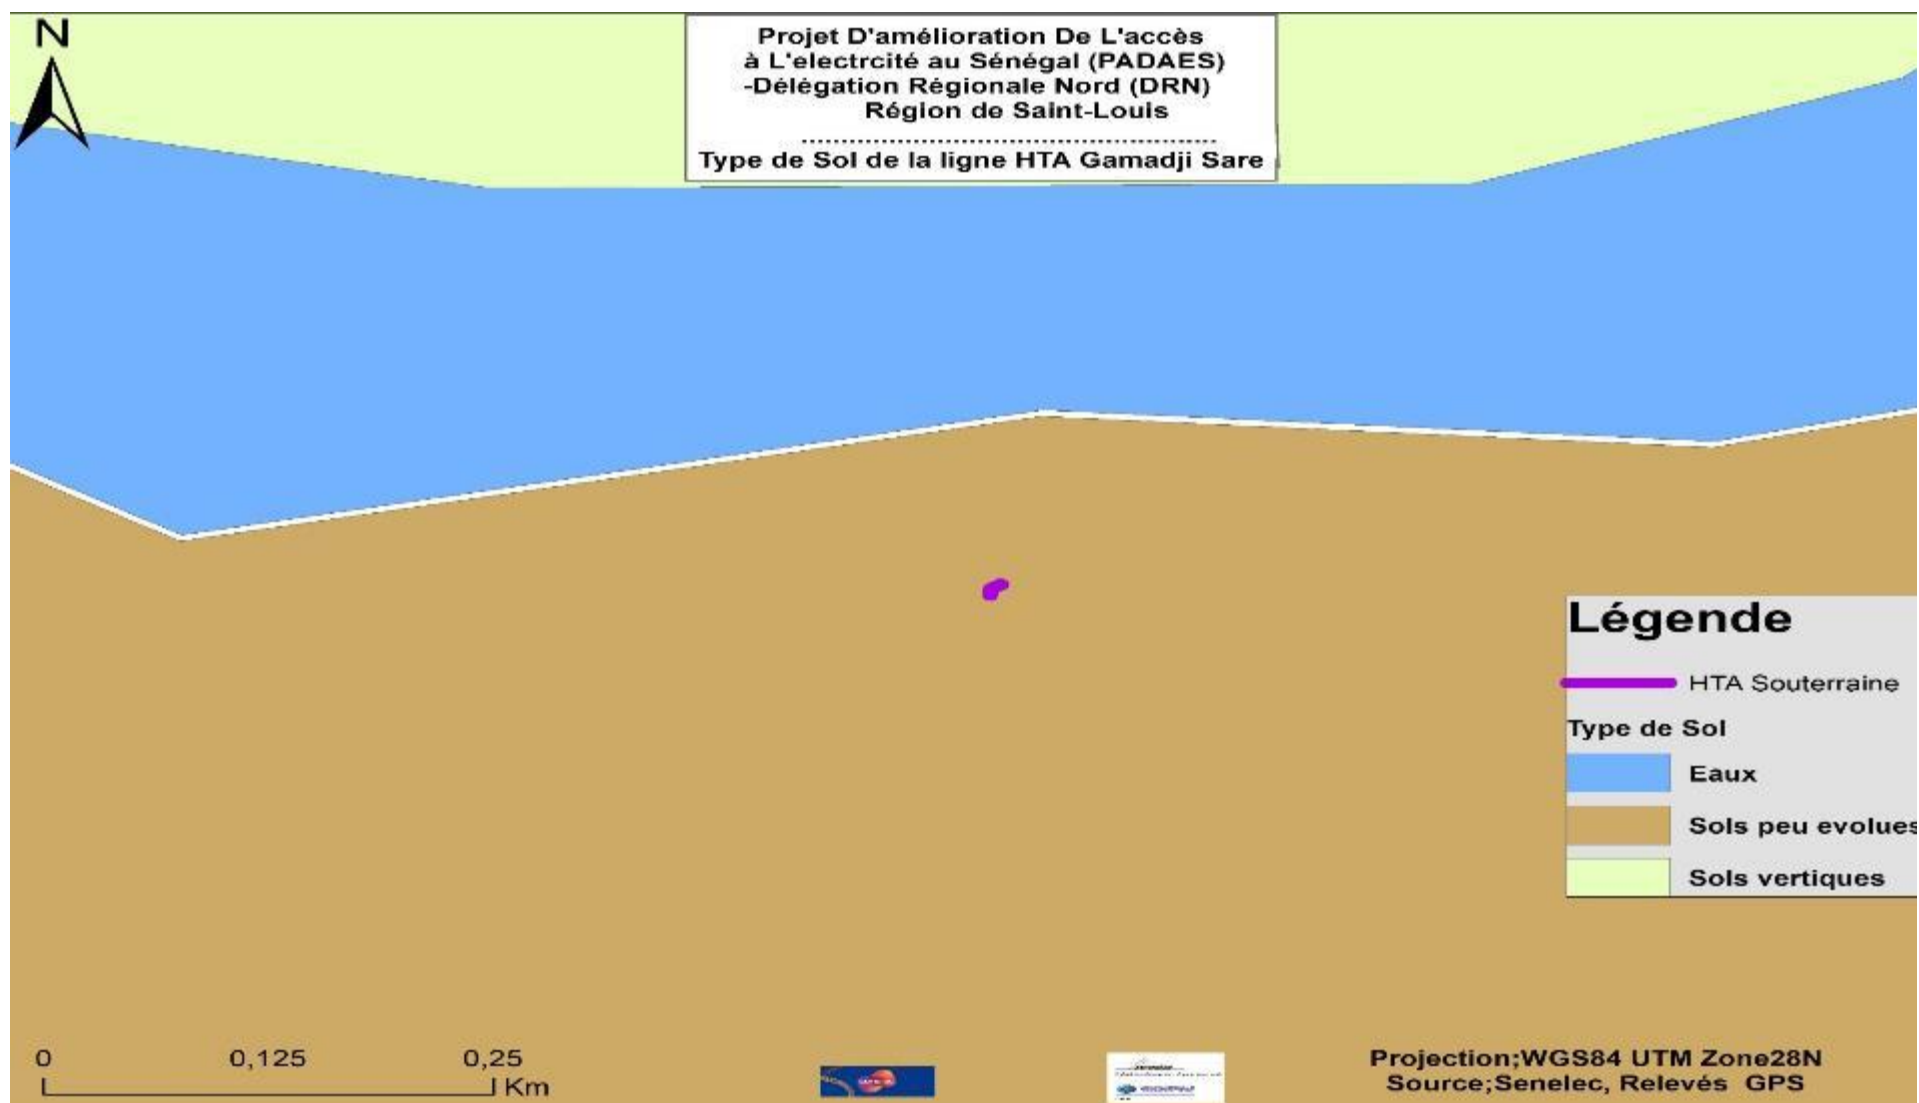 N
Projet D'amélioration De L'accès
à L'electrcité au Sénégal (PADAES)
-Délégation Régionale Nord (DRN)
Région de Saint-Louis
Type de Sol de la ligne HTA Gamadji Sare
Légende
HTA Souterraine
Type de Sol
Eaux
Sols peu evolues
Sols vertiques
0 0,125 0,25
Km
Projection;WGS84 UTM Zone28N
Source;Senelec, Relevés GPS